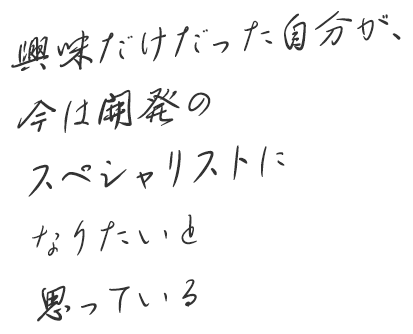 興味だけだった自分が、
今は開発の
スペシャリストに
なりたいと
思っている